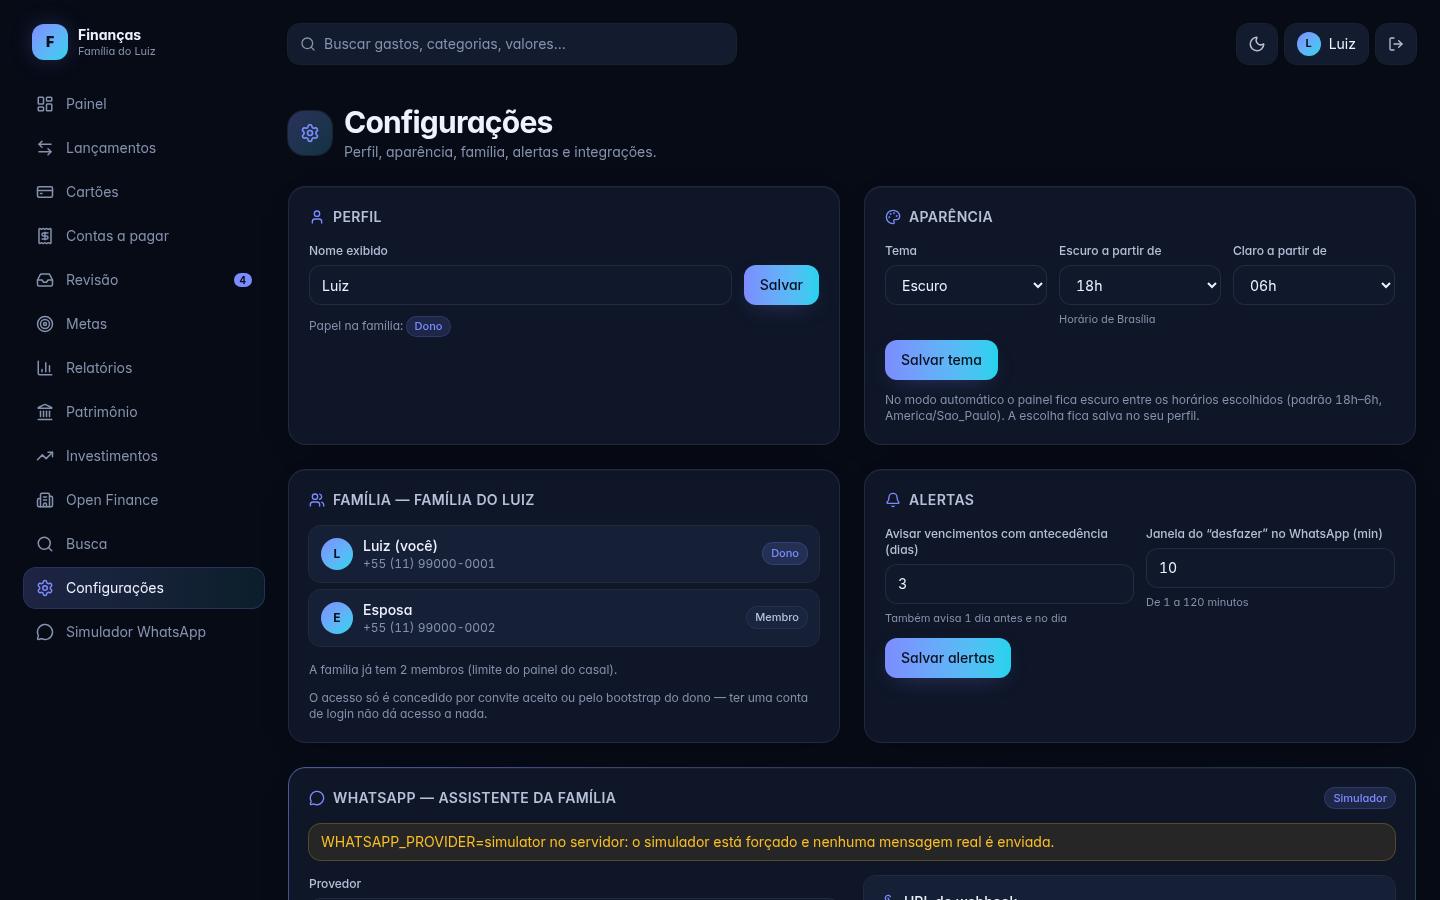 F
Finanças
Família do Luiz
Buscar gastos, categorias, valores...
L
Luiz
Painel
Lançamentos
Cartões
Contas a pagar
Revisão
4
Metas
Relatórios
Patrimônio
Investimentos
Open Finance
Busca
Configurações
Simulador WhatsApp
Configurações
Perfil, aparência, família, alertas e integrações.
PERFIL
Nome exibido
Luiz
Salvar
Papel na família: Dono
APARÊNCIA
Tema
Escuro a partir de
Claro a partir de
Escuro
18h
06h
Horário de Brasília
Salvar tema
No modo automático o painel fica escuro entre os horários escolhidos (padrão 18h–6h,
America/Sao_Paulo). A escolha fica salva no seu perfil.
FAMÍLIA — FAMÍLIA DO LUIZ
L
Luiz (você)
+55 (11) 99000-0001
Dono
E
Esposa
+55 (11) 99000-0002
Membro
A família já tem 2 membros (limite do painel do casal).
O acesso só é concedido por convite aceito ou pelo bootstrap do dono — ter uma conta
de login não dá acesso a nada.
ALERTAS
Avisar vencimentos com antecedência
(dias)
3
Também avisa 1 dia antes e no dia
Janela do “desfazer” no WhatsApp (min)
10
De 1 a 120 minutos
Salvar alertas
WHATSAPP — ASSISTENTE DA FAMÍLIA
Simulador
WHATSAPP_PROVIDER=simulator no servidor: o simulador está forçado e nenhuma mensagem real é enviada.
Provedor
URL do webhook